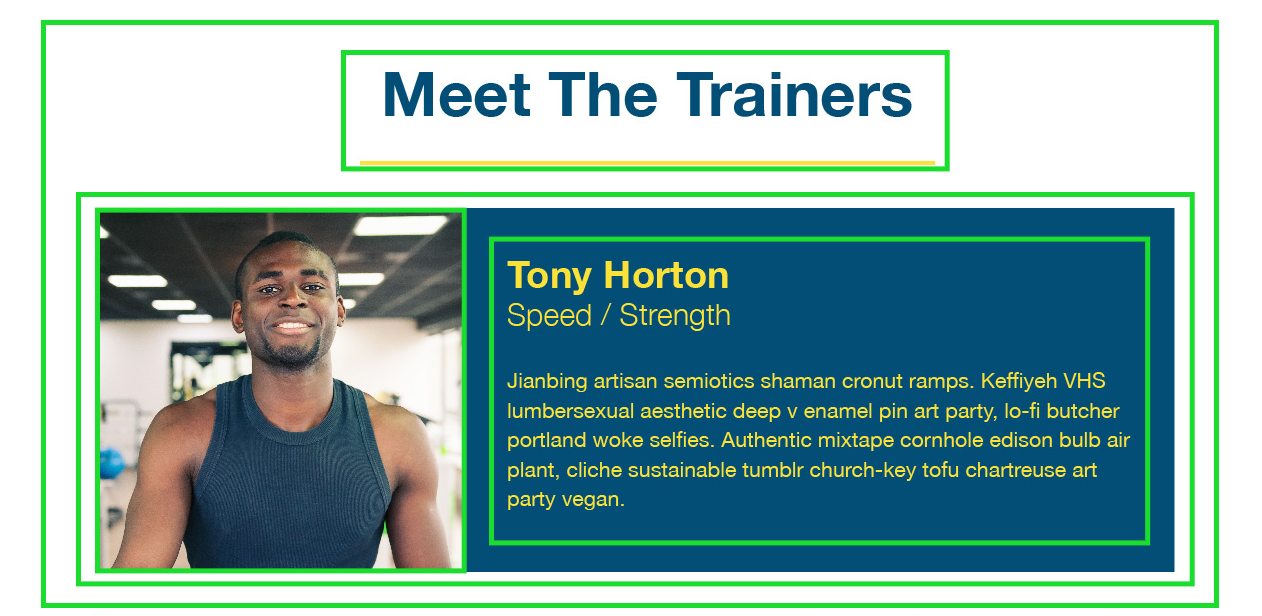 Meet The Trainers
Tony Horton
Speed / Strength
Jianbing artisan semiotics shaman cronut ramps. Keffiyeh VHS
lumbersexual aesthetic deep v enamel pin art party, lo-fi butcher
portland woke selfies. Authentic mixtape cornhole edison bulb air
plant, cliche sustainable tumblr church-key tofu chartreuse art
party vegan.